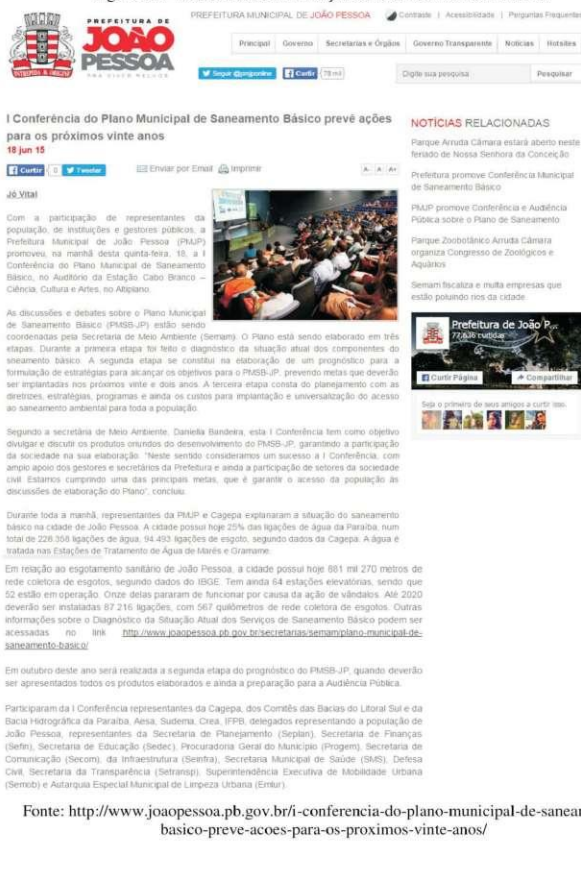 PREFEITURA MUNICIPAL DE JOÃO PESSOA
Contraste | Acessibilidade | Perguntas Frequentes
PREFEITURA DE
JOÃO
PESSOA
Principal Governo Secretarias e Órgãos Governo Transparente Notícias Hotsites
Seguir @pmjponline Curtir 78 mil
Digite sua pesquisa Pesquisar
I Conferência do Plano Municipal de Saneamento Básico prevê ações
para os próximos vinte anos
18 jun 15
Curtir 0 Tweetar Enviar por Email Imprimir A- A A+
Jô Vital
Com a participação de representantes da
população, de instituições e gestores públicos, a
Prefeitura Municipal de João Pessoa (PMJP)
promoveu, na manhã desta quinta-feira, 18, a I
Conferência do Plano Municipal de Saneamento
Básico, no Auditório da Estação Cabo Branco –
Ciência, Cultura e Artes, no Altiplano.
As discussões e debates sobre o Plano Municipal
de Saneamento Básico (PMSB-JP) estão sendo
coordenadas pela Secretaria de Meio Ambiente (Semam). O Plano está sendo elaborado em três
etapas. Durante a primeira etapa foi feito o diagnóstico da situação atual dos componentes do
sneamento básico. A segunda etapa se constitui na elaboração de um prognóstico para a
formulação de estratégias para alcançar os objetivos para o PMSB-JP, prevendo metas que deverão
ser implantadas nos próximos vinte e dois anos. A terceira etapa consta do planejamento com as
diretrizes, estratégias, programas e ainda os custos para implantação e universalização do acesso
ao saneamento ambiental para toda a população.
Segundo a secretária de Meio Ambiente, Daniella Bandeira, esta I Conferência tem como objetivo
divulgar e discutir os produtos oriundos do desenvolvimento do PMSB-JP, garantindo a participação
da sociedade na sua elaboração. “Neste sentido consideramos um sucesso a I Conferência, com
amplo apoio dos gestores e secretários da Prefeitura e ainda a participação de setores da sociedade
civil. Estamos cumprindo uma das principais metas, que é garantir o acesso da população às
discussões de elaboração do Plano”, concluiu.
Durante toda a manhã, representantes da PMJP e Cagepa explanaram a situação do saneamento
básico na cidade de João Pessoa. A cidade possui hoje 25% das ligações de água da Paraíba, num
total de 226.358 ligações de água, 94.493 ligações de esgoto, segundo dados da Cagepa. A água é
tratada nas Estações de Tratamento de Água de Marés e Gramame.
Em relação ao esgotamento sanitário de João Pessoa, a cidade possui hoje 881 mil 270 metros de
rede coletora de esgotos, segundo dados do IBGE. Tem ainda 64 estações elevatórias, sendo que
52 estão em operação. Onze delas pararam de funcionar por causa da ação de vândalos. Até 2020
deverão ser instaladas 87.216 ligações, com 567 quilômetros de rede coletora de esgotos. Outras
informações sobre o Diagnóstico da Situação Atual dos Serviços de Saneamento Básico podem ser
acessadas no link http://www.joaopessoa.pb.gov.br/secretarias/semam/plano-municipal-de-
saneamento-basico/
Em outubro deste ano será realizada a segunda etapa do prognóstico do PMSB-JP, quando deverão
ser apresentados todos os produtos elaborados e ainda a preparação para a Audiência Pública.
Participaram da I Conferência representantes da Cagepa, dos Comitês das Bacias do Litoral Sul e da
Bacia Hidrográfica da Paraíba, Aesa, Sudema, Crea, IFPB, delegados representando a população de
João Pessoa, representantes da Secretaria de Planejamento (Seplan), Secretaria de Finanças
(Sefin), Secretaria de Educação (Sedec), Procuradoria Geral do Município (Progem), Secretaria de
Comunicação (Secom), da Infraestrutura (Seinfra), Secretaria Municipal de Saúde (SMS), Defesa
Civil, Secretaria da Transparência (Setransp), Superintendência Executiva de Mobilidade Urbana
(Semob) e Autarquia Especial Municipal de Limpeza Urbana (Emlur).
NOTÍCIAS RELACIONADAS
Parque Arruda Câmara estará aberto neste
feriado de Nossa Senhora da Conceição
Prefeitura promove Conferência Municipal
de Saneamento Básico
PMJP promove Conferência e Audiência
Pública sobre o Plano de Saneamento
Parque Zoobotânico Arruda Câmara
organiza Congresso de Zoológicos e
Aquários
Semam fiscaliza e multa empresas que
estão poluindo rios da cidade
Prefeitura de João P...
77.636 curtidas
Curtir Página Compartilhar
Seja o primeiro de seus amigos a curtir isso.
Fonte: http://www.joaopessoa.pb.gov.br/i-conferencia-do-plano-municipal-de-sanea
basico-preve-acoes-para-os-proximos-vinte-anos/